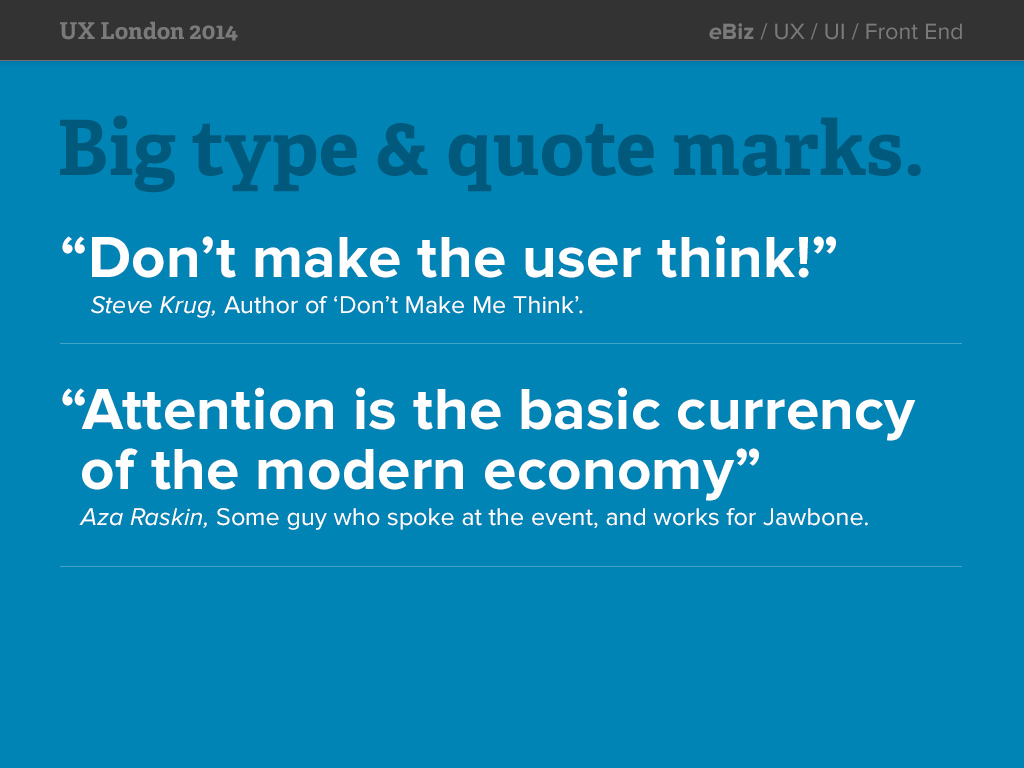 UX London 2014
eBiz / UX / UI / Front End
Big type & quote marks.
“Don’t make the user think!”
Steve Krug, Author of ‘Don’t Make Me Think’.
“Attention is the basic currency
of the modern economy”
Aza Raskin, Some guy who spoke at the event, and works for Jawbone.